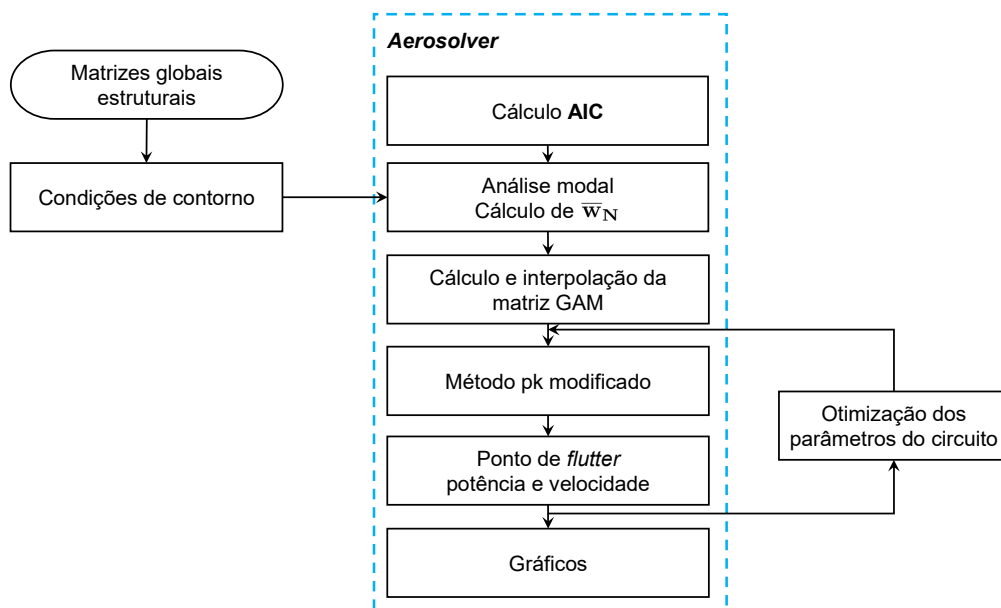 Aerosolver
Matrizes globais
estruturais
Condições de contorno
Cálculo AIC
Análise modal
Cálculo de w̅_N
Cálculo e interpolação da
matriz GAM
Método pk modificado
Ponto de flutter
potência e velocidade
Gráficos
Otimização dos
parâmetros do circuito